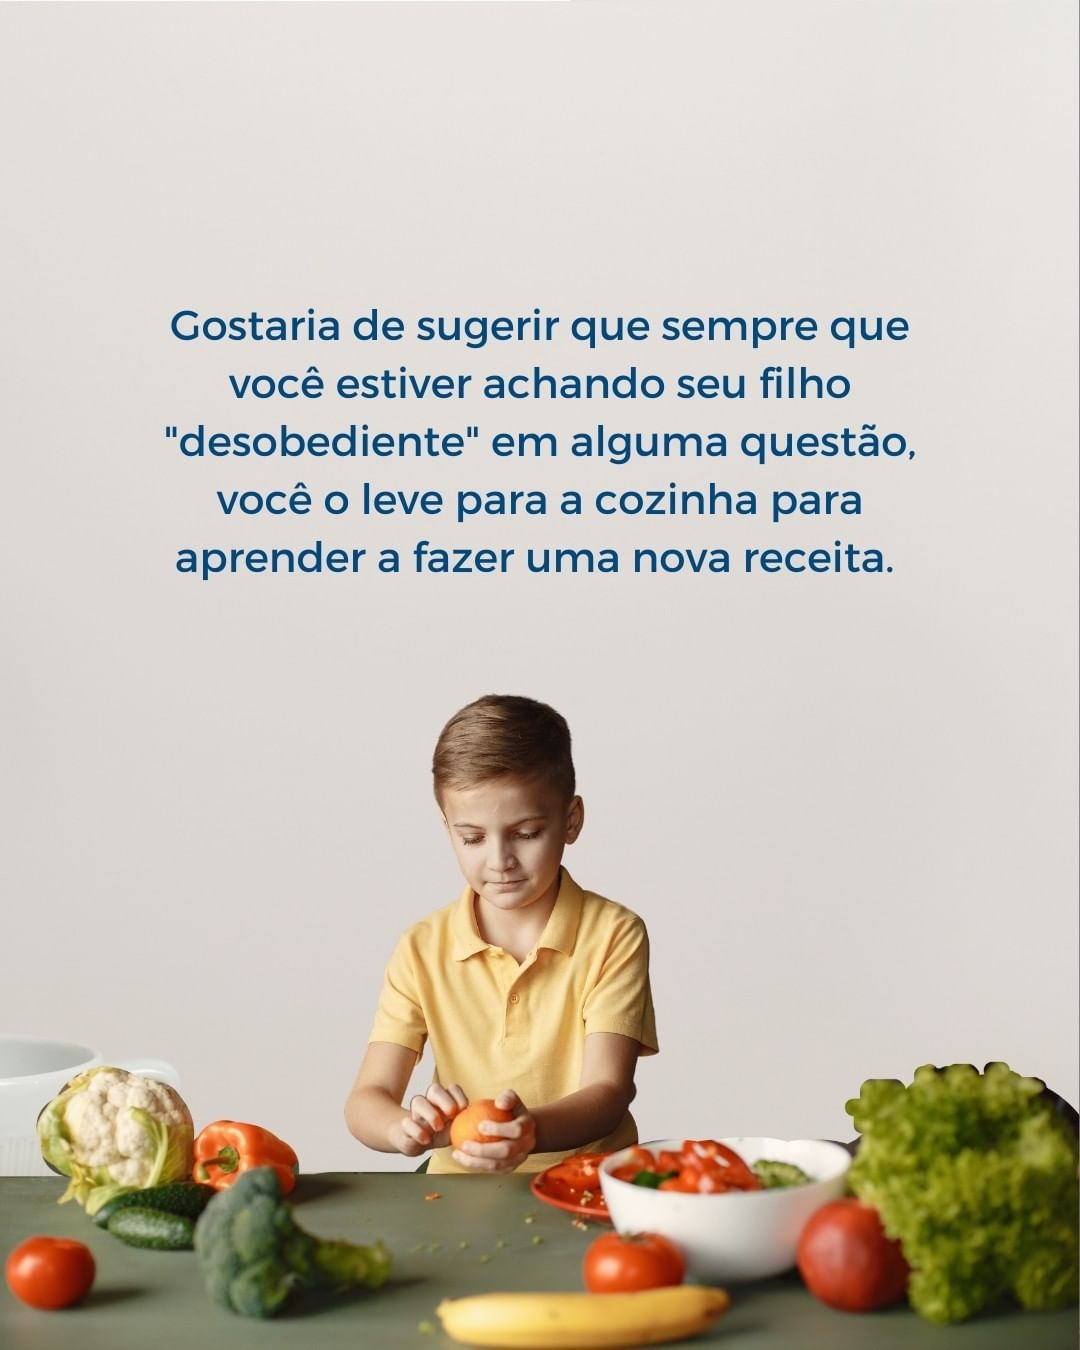 Gostaria de sugerir que sempre que
você estiver achando seu filho
"desobediente" em alguma questão,
você o leve para a cozinha para
aprender a fazer uma nova receita.